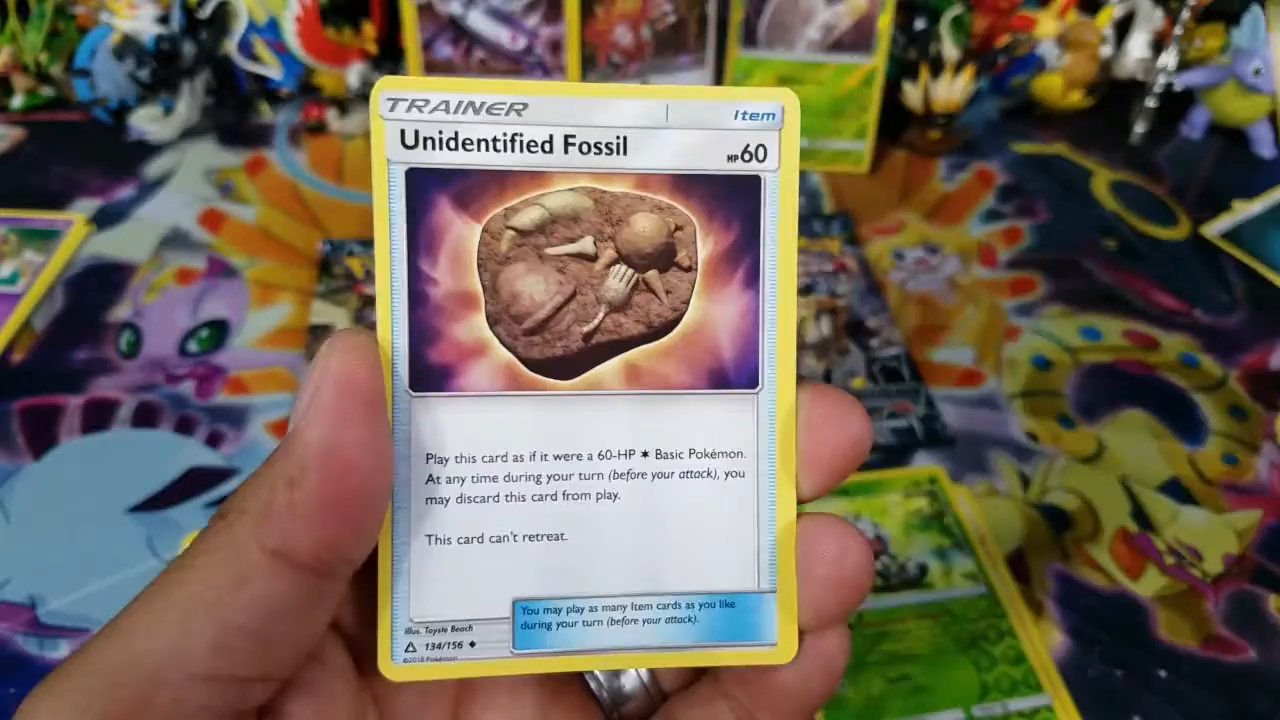 TRAINER
Item
Unidentified Fossil
HP 60
Play this card as if it were a 60-HP ✶ Basic Pokémon.
At any time during your turn (before your attack), you
may discard this card from play.
This card can't retreat.
You may play as many Item cards as you like
during your turn (before your attack).
Illus. Toyste Beach
134/156 ◆
©2018 Pokémon